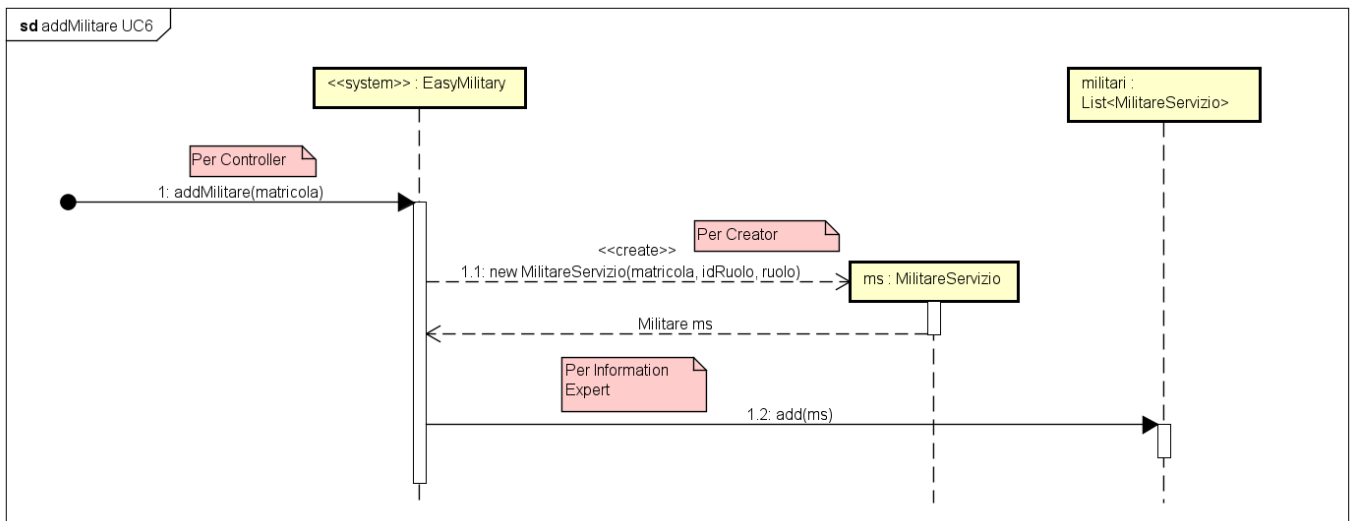 sd addMilitare UC6
<<system>> : EasyMilitary
militari :
List<MilitareServizio>
Per Controller
1: addMilitare(matricola)
Per Creator
<<create>>
1.1: new MilitareServizio(matricola, idRuolo, ruolo)
ms : MilitareServizio
Militare ms
Per Information
Expert
1.2: add(ms)